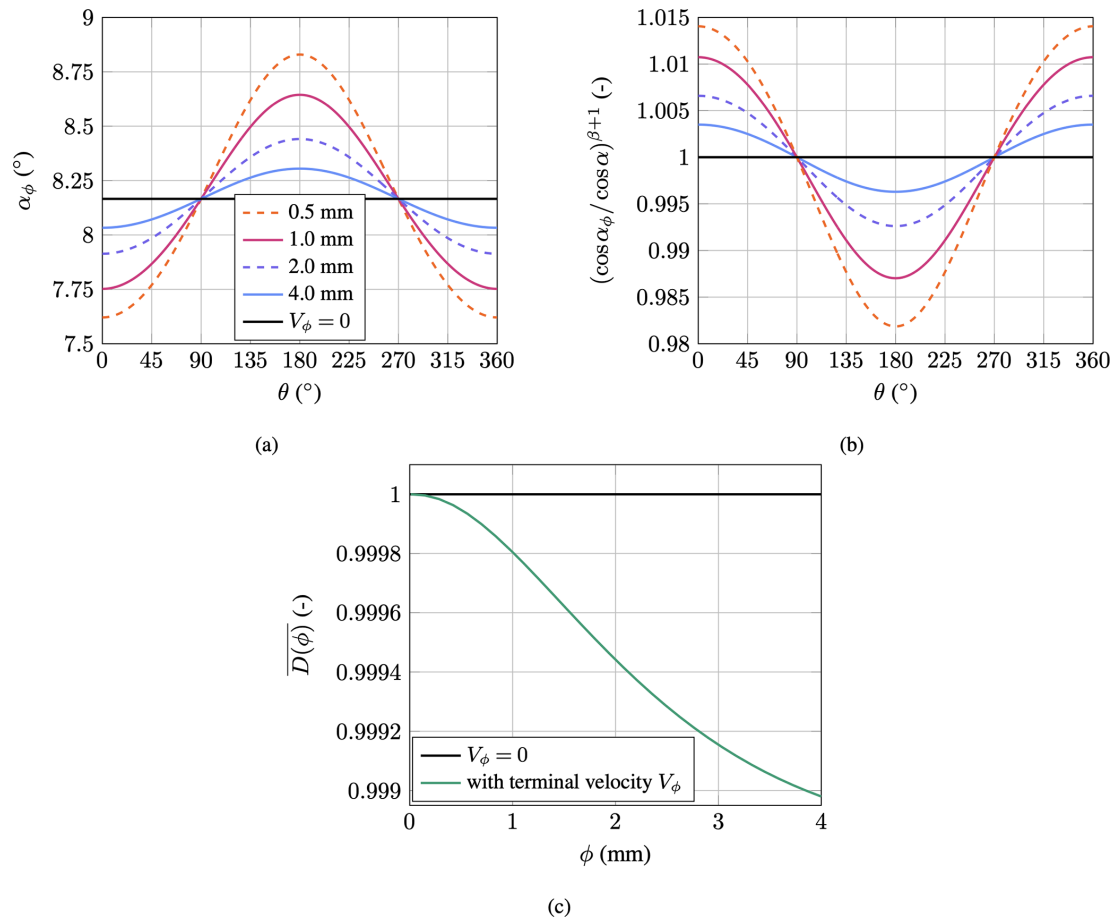 9
8.75
8.5
8.25
8
7.75
7.5
α_ϕ (°)
0.5 mm
1.0 mm
2.0 mm
4.0 mm
V_ϕ = 0
0 45 90 135 180 225 270 315 360
θ (°)
(a)
1.015
1.01
1.005
1
0.995
0.99
0.985
0.98
(cos α_ϕ / cos α)^{β+1} (-)
0 45 90 135 180 225 270 315 360
θ (°)
(b)
1
0.9998
0.9996
0.9994
0.9992
0.999
\overline{D(ϕ)} (-)
V_ϕ = 0
with terminal velocity V_ϕ
0 1 2 3 4
ϕ (mm)
(c)